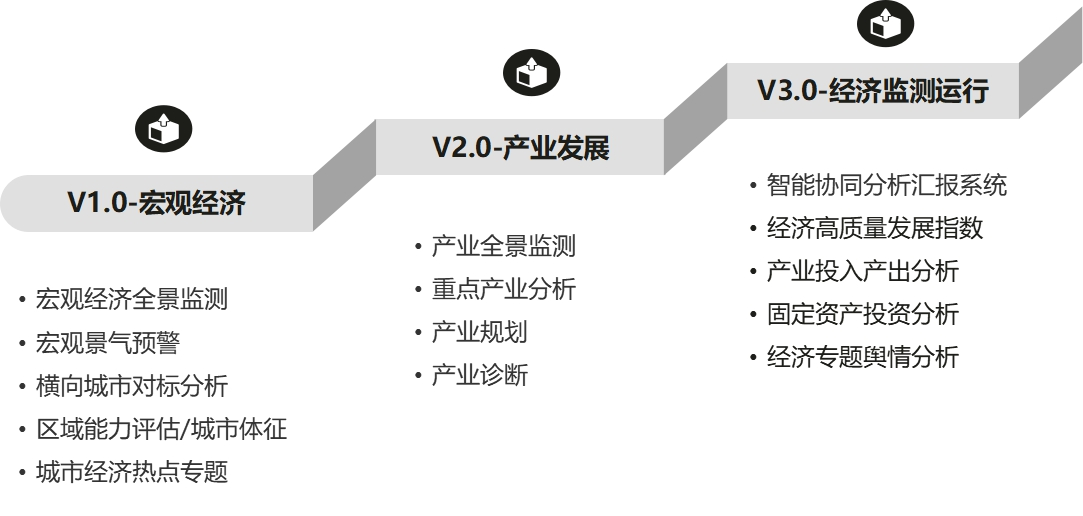 V1.0-宏观经济
• 宏观经济全景监测
• 宏观景气预警
• 横向城市对标分析
• 区域能力评估/城市体征
• 城市经济热点专题
V2.0-产业发展
• 产业全景监测
• 重点产业分析
• 产业规划
• 产业诊断
V3.0-经济监测运行
• 智能协同分析汇报系统
• 经济高质量发展指数
• 产业投入产出分析
• 固定资产投资分析
• 经济专题舆情分析